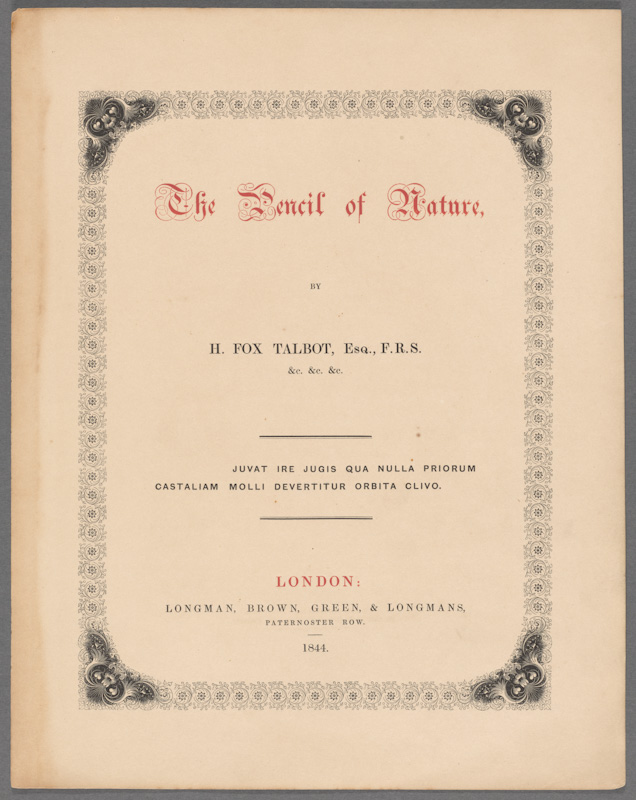 The Pencil of Nature,
BY
H. FOX TALBOT, Esq., F.R.S.
&c. &c. &c.
JUVAT IRE JUGIS QUA NULLA PRIORUM
CASTALIAM MOLLI DEVERTITUR ORBITA CLIVO.
LONDON:
LONGMAN, BROWN, GREEN, & LONGMANS,
PATERNOSTER ROW.
1844.